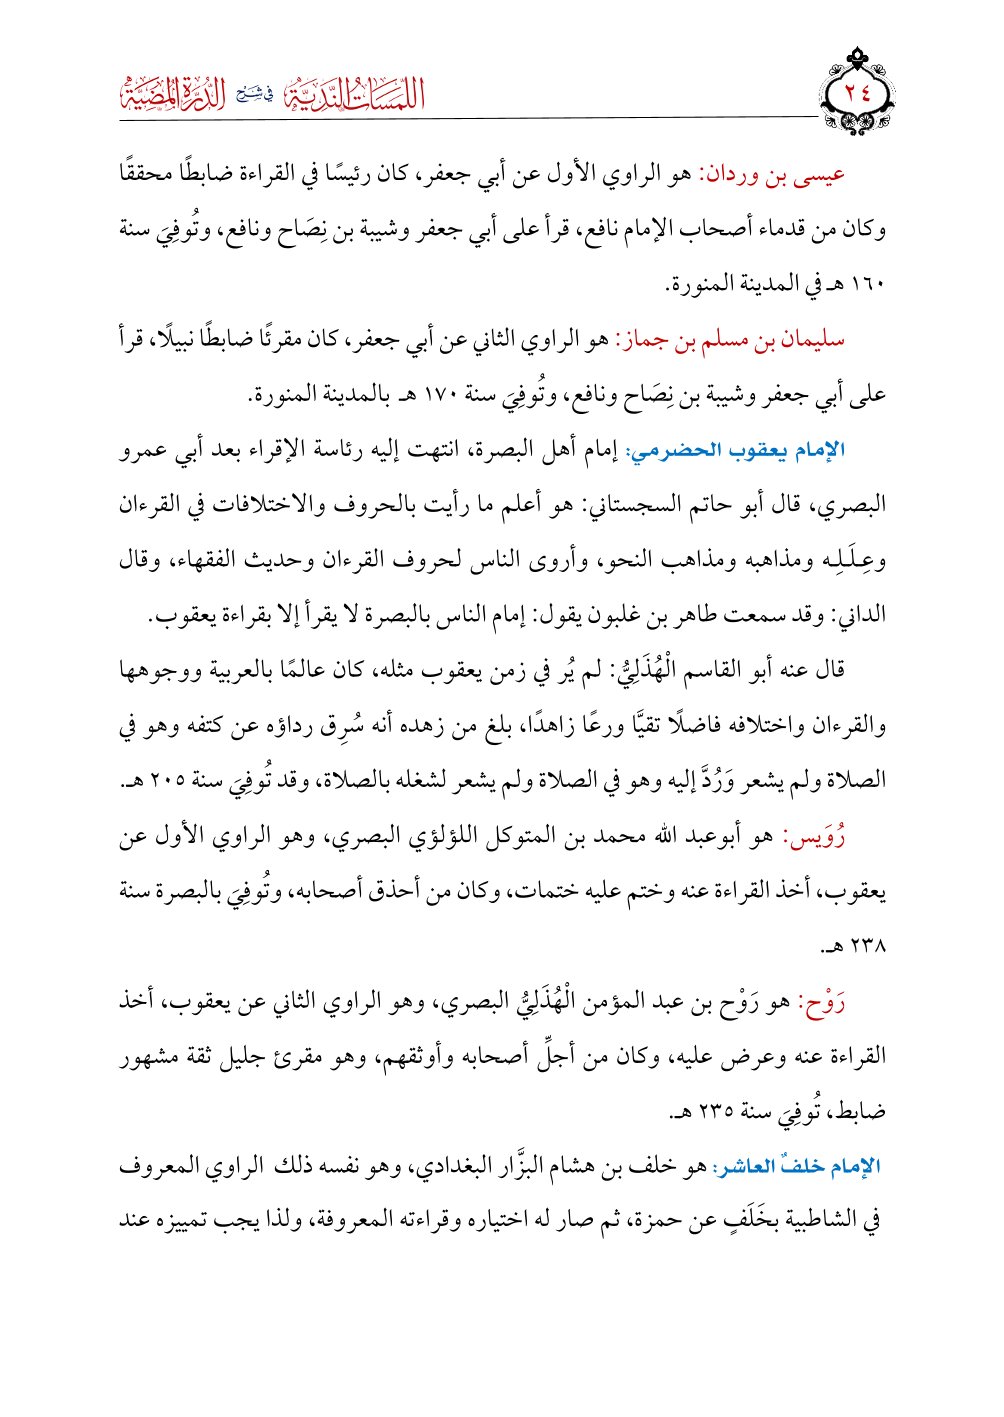 اللمسات الندية في شرح الدرة المضية
٢٤
عيسى بن وردان: هو الراوي الأول عن أبي جعفر، كان رئيسًا في القراءة ضابطًا محققًا
وكان من قدماء أصحاب الإمام نافع، قرأ على أبي جعفر وشيبة بن نِصَاح ونافع، وتُوفِيَ سنة
١٦٠ هـ في المدينة المنورة.
سليمان بن مسلم بن جماز: هو الراوي الثاني عن أبي جعفر، كان مقرئًا ضابطًا نبيلًا، قرأ
على أبي جعفر وشيبة بن نِصَاح ونافع، وتُوفِيَ سنة ١٧٠ هـ بالمدينة المنورة.
الإمام يعقوب الحضرمي: إمام أهل البصرة، انتهت إليه رئاسة الإقراء بعد أبي عمرو
البصري، قال أبو حاتم السجستاني: هو أعلم ما رأيت بالحروف والاختلافات في القرءان
وعِـلَـلِـه ومذاهبه ومذاهب النحو، وأروى الناس لحروف القرءان وحديث الفقهاء، وقال
الداني: وقد سمعت طاهر بن غلبون يقول: إمام الناس بالبصرة لا يقرأ إلا بقراءة يعقوب.
قال عنه أبو القاسم الْهُذَلِيُّ: لم يُر في زمن يعقوب مثله، كان عالمًا بالعربية ووجوهها
والقرءان واختلافه فاضلًا تقيًّا ورعًا زاهدًا، بلغ من زهده أنه سُرِق رداؤه عن كتفه وهو في
الصلاة ولم يشعر وَرُدَّ إليه وهو في الصلاة ولم يشعر لشغله بالصلاة، وقد تُوفِيَ سنة ٢٠٥ هـ.
رُوَيس: هو أبوعبد الله محمد بن المتوكل اللؤلؤي البصري، وهو الراوي الأول عن
يعقوب، أخذ القراءة عنه وختم عليه ختمات، وكان من أحذق أصحابه، وتُوفِيَ بالبصرة سنة
٢٣٨ هـ.
رَوْح: هو رَوْح بن عبد المؤمن الْهُذَلِيُّ البصري، وهو الراوي الثاني عن يعقوب، أخذ
القراءة عنه وعرض عليه، وكان من أجلِّ أصحابه وأوثقهم، وهو مقرئ جليل ثقة مشهور
ضابط، تُوفِيَ سنة ٢٣٥ هـ.
الإمام خلفٌ العاشر: هو خلف بن هشام البزَّار البغدادي، وهو نفسه ذلك الراوي المعروف
في الشاطبية بخَلَفٍ عن حمزة، ثم صار له اختياره وقراءته المعروفة، ولذا يجب تمييزه عند